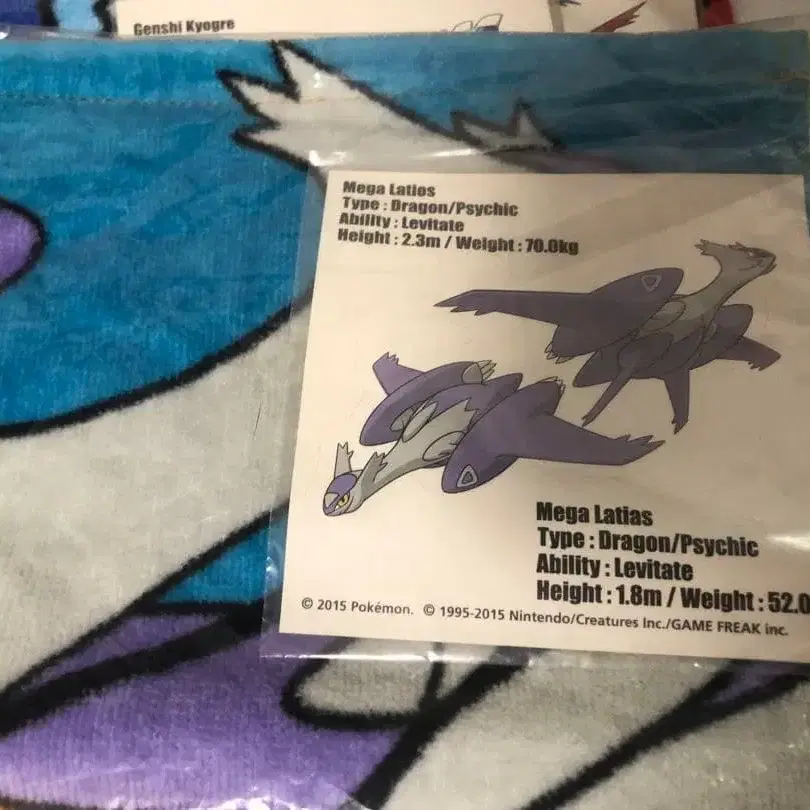 Genshi Kyogre
Mega Latios
Type : Dragon/Psychic
Ability : Levitate
Height : 2.3m / Weight : 70.0kg
Mega Latias
Type : Dragon/Psychic
Ability : Levitate
Height : 1.8m / Weight : 52.0
© 2015 Pokémon. © 1995-2015 Nintendo/Creatures Inc./GAME FREAK inc.